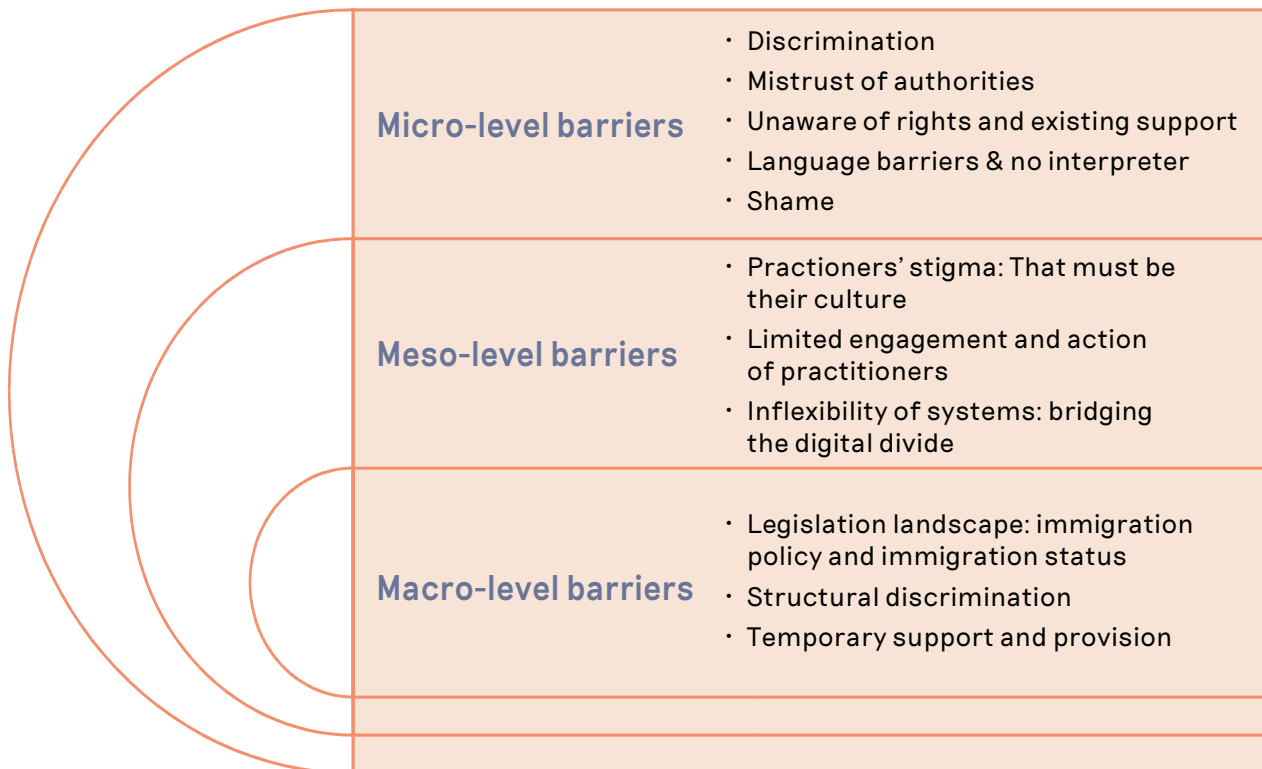 Micro-level barriers
· Discrimination
· Mistrust of authorities
· Unaware of rights and existing support
· Language barriers & no interpreter
· Shame
Meso-level barriers
· Practioners’ stigma: That must be
their culture
· Limited engagement and action
of practitioners
· Inflexibility of systems: bridging
the digital divide
Macro-level barriers
· Legislation landscape: immigration
policy and immigration status
· Structural discrimination
· Temporary support and provision